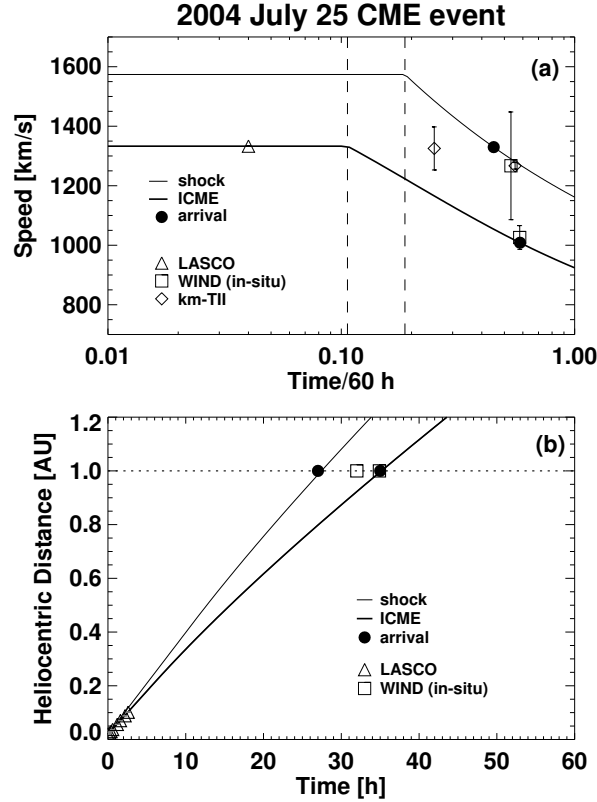 2004 July 25 CME event
(a)
1600
1400
1200
1000
800
Speed [km/s]
shock
ICME
arrival
LASCO
WIND (in-situ)
km-TII
0.01
0.10
1.00
Time/60 h
(b)
1.2
1.0
0.8
0.6
0.4
0.2
0.0
Heliocentric Distance [AU]
shock
ICME
arrival
LASCO
WIND (in-situ)
0
10
20
30
40
50
60
Time [h]